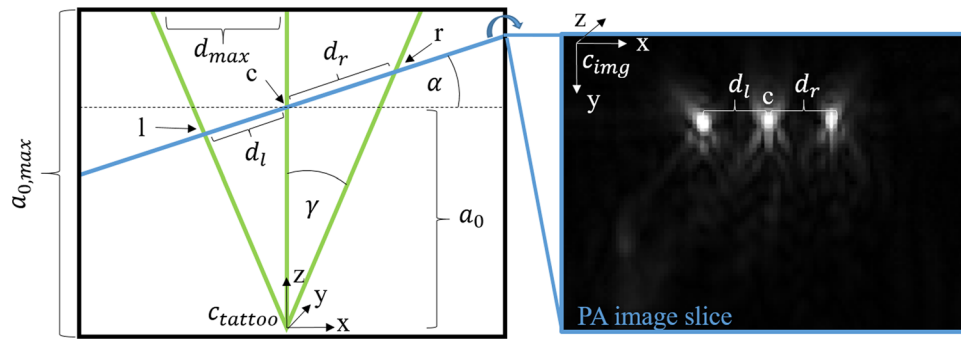 d_max
d_r
r
c
α
l
d_l
a_0,max
γ
a_0
z
y
c_tattoo
x
z
x
c_img
y
d_l
c
d_r
PA image slice